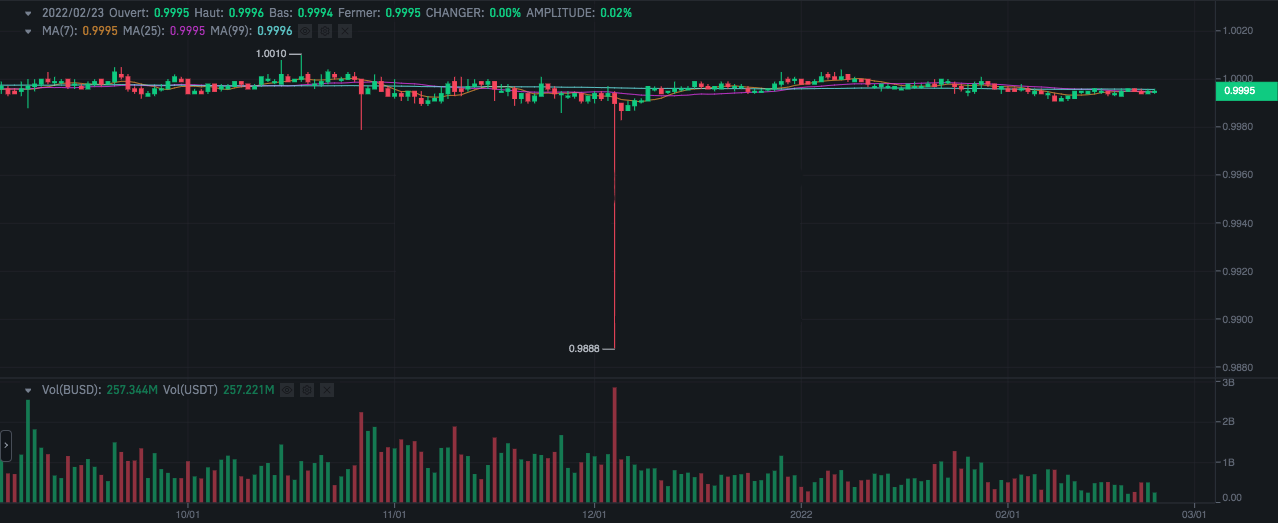 2022/02/23 Ouvert: 0.9995 Haut: 0.9996 Bas: 0.9994 Fermer: 0.9995 CHANGER: 0.00% AMPLITUDE: 0.02%
MA(7): 0.9995 MA(25): 0.9995 MA(99): 0.9996
1.0020
1.0010
1.0000
0.9995
0.9980
0.9960
0.9940
0.9920
0.9900
0.9888
0.9880
Vol(BUSD): 257.344M Vol(USDT) 257.221M
3B
2B
1B
0.00
10/01 11/01 12/01 2022 02/01 03/01